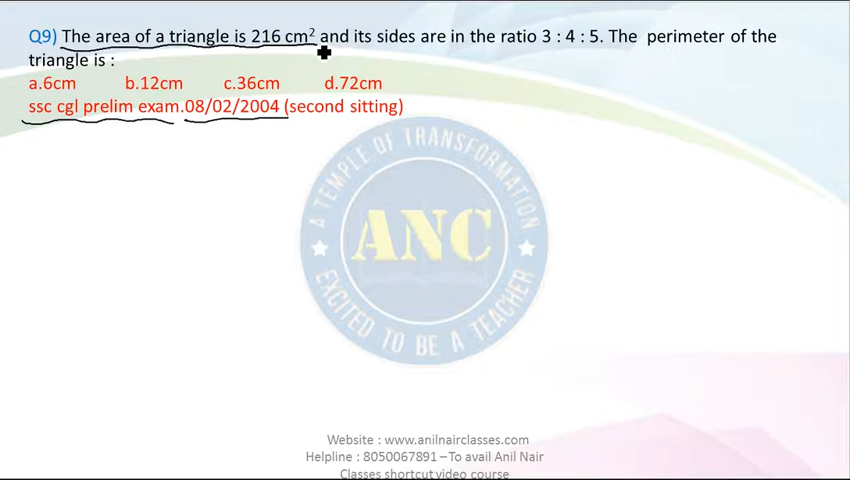 Q9) The area of a triangle is 216 cm² and its sides are in the ratio 3 : 4 : 5. The perimeter of the
triangle is :
a.6cm b.12cm c.36cm d.72cm
ssc cgl prelim exam.08/02/2004 (second sitting)
A TEMPLE OF TRANSFORMATION
ANC
EXCITED TO BE A TEACHER
Website : www.anilnairclasses.com
Helpline : 8050067891 – To avail Anil Nair
Classes shortcut video course